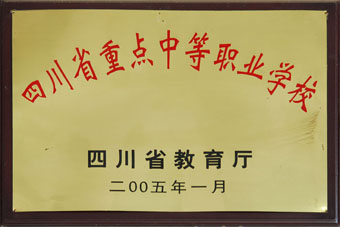 四川省重点中等职业学校
四川省教育厅
二00五年一月